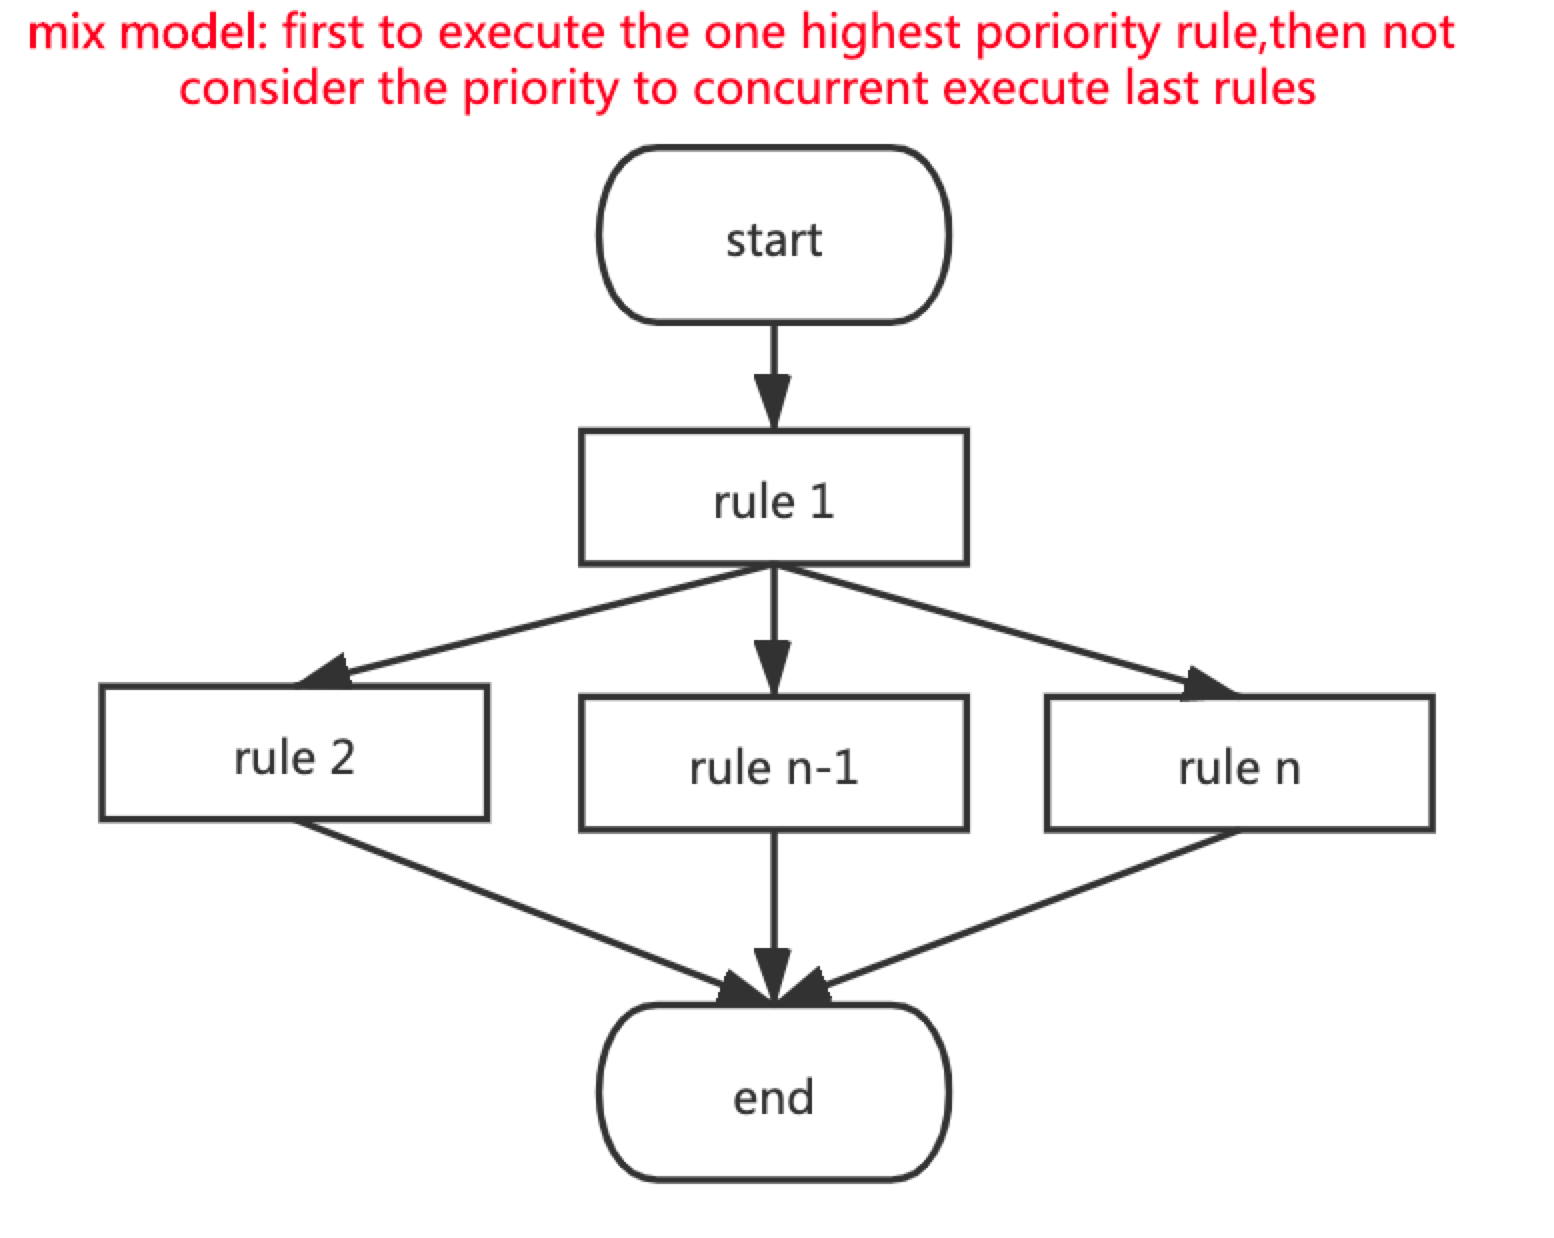 mix model: first to execute the one highest poriority rule,then not
consider the priority to concurrent execute last rules
start
rule 1
rule 2
rule n-1
rule n
end